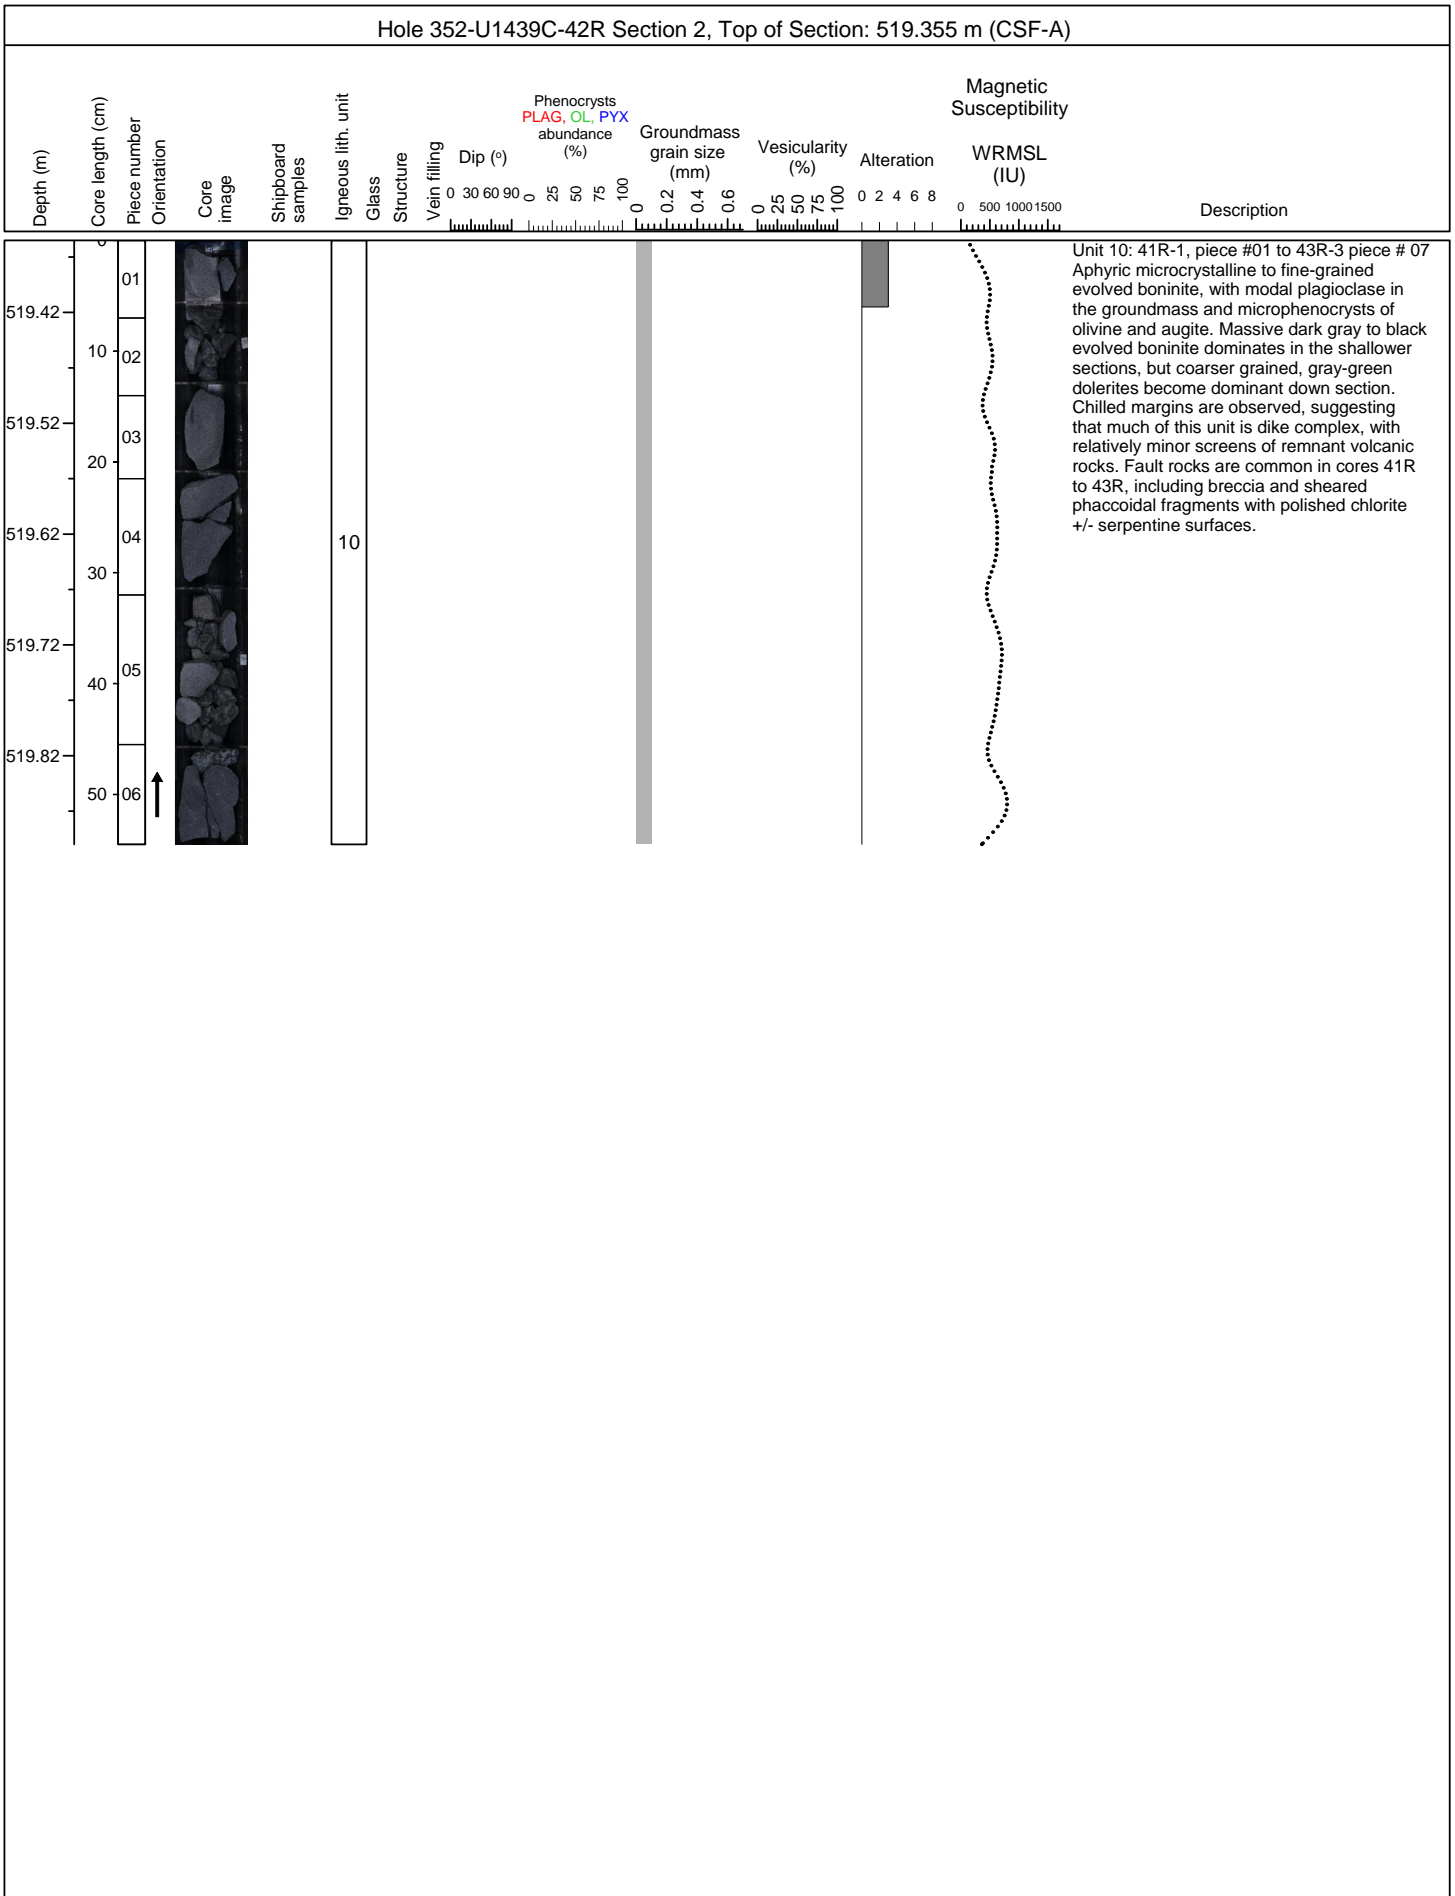 Hole 352-U1439C-42R Section 2, Top of Section: 519.355 m (CSF-A)
Depth (m)
Core length (cm)
Piece number
Orientation
Core
image
Shipboard
samples
Igneous lith. unit
Glass
Structure
Vein filling
Dip (°)
0 30 60 90
Phenocrysts
PLAG, OL, PYX
abundance
(%)
0 25 50 75 100
Groundmass
grain size
(mm)
0 0.2 0.4 0.6
Vesicularity
(%)
0 25 50 75 100
Alteration
0 2 4 6 8
Magnetic
Susceptibility
WRMSL
(IU)
0 500 1000 1500
Description
0
01
519.42
10
02
519.52
03
20
519.62
04
10
30
519.72
05
40
519.82
50
06
Unit 10: 41R-1, piece #01 to 43R-3 piece # 07
Aphyric microcrystalline to fine-grained
evolved boninite, with modal plagioclase in
the groundmass and microphenocrysts of
olivine and augite. Massive dark gray to black
evolved boninite dominates in the shallower
sections, but coarser grained, gray-green
dolerites become dominant down section.
Chilled margins are observed, suggesting
that much of this unit is dike complex, with
relatively minor screens of remnant volcanic
rocks. Fault rocks are common in cores 41R
to 43R, including breccia and sheared
phaccoidal fragments with polished chlorite
+/- serpentine surfaces.